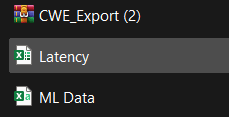 CWE_Export (2)
Latency
ML Data